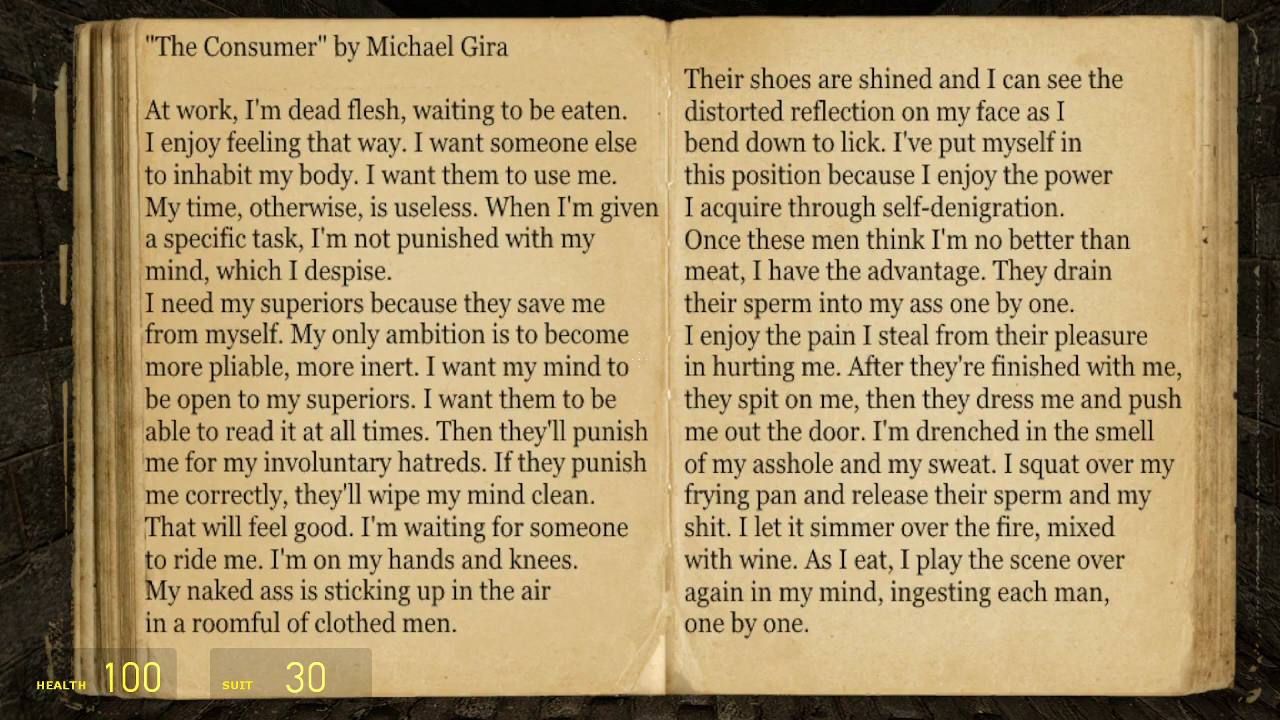 "The Consumer" by Michael Gira
At work, I'm dead flesh, waiting to be eaten.
I enjoy feeling that way. I want someone else
to inhabit my body. I want them to use me.
My time, otherwise, is useless. When I'm given
a specific task, I'm not punished with my
mind, which I despise.
I need my superiors because they save me
from myself. My only ambition is to become
more pliable, more inert. I want my mind to
be open to my superiors. I want them to be
able to read it at all times. Then they'll punish
me for my involuntary hatreds. If they punish
me correctly, they'll wipe my mind clean.
That will feel good. I'm waiting for someone
to ride me. I'm on my hands and knees.
My naked ass is sticking up in the air
in a roomful of clothed men.
Their shoes are shined and I can see the
distorted reflection on my face as I
bend down to lick. I've put myself in
this position because I enjoy the power
I acquire through self-denigration.
Once these men think I'm no better than
meat, I have the advantage. They drain
their sperm into my ass one by one.
I enjoy the pain I steal from their pleasure
in hurting me. After they're finished with me,
they spit on me, then they dress me and push
me out the door. I'm drenched in the smell
of my asshole and my sweat. I squat over my
frying pan and release their sperm and my
shit. I let it simmer over the fire, mixed
with wine. As I eat, I play the scene over
again in my mind, ingesting each man,
one by one.
HEALTH 100
SUIT 30